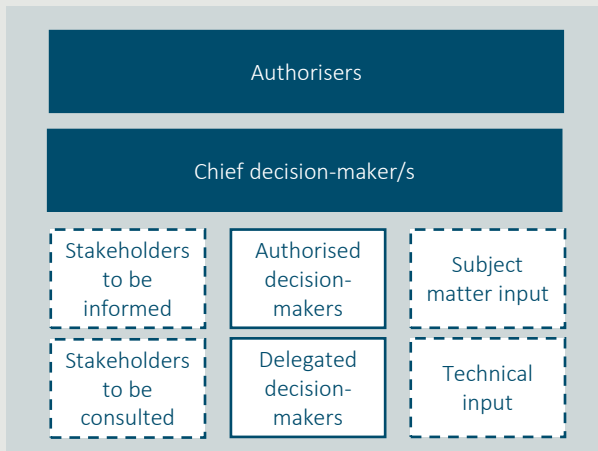 Authorisers
Chief decision-maker/s
Stakeholders
to be
informed
Authorised
decision-
makers
Subject
matter input
Stakeholders
to be
consulted
Delegated
decision-
makers
Technical
input